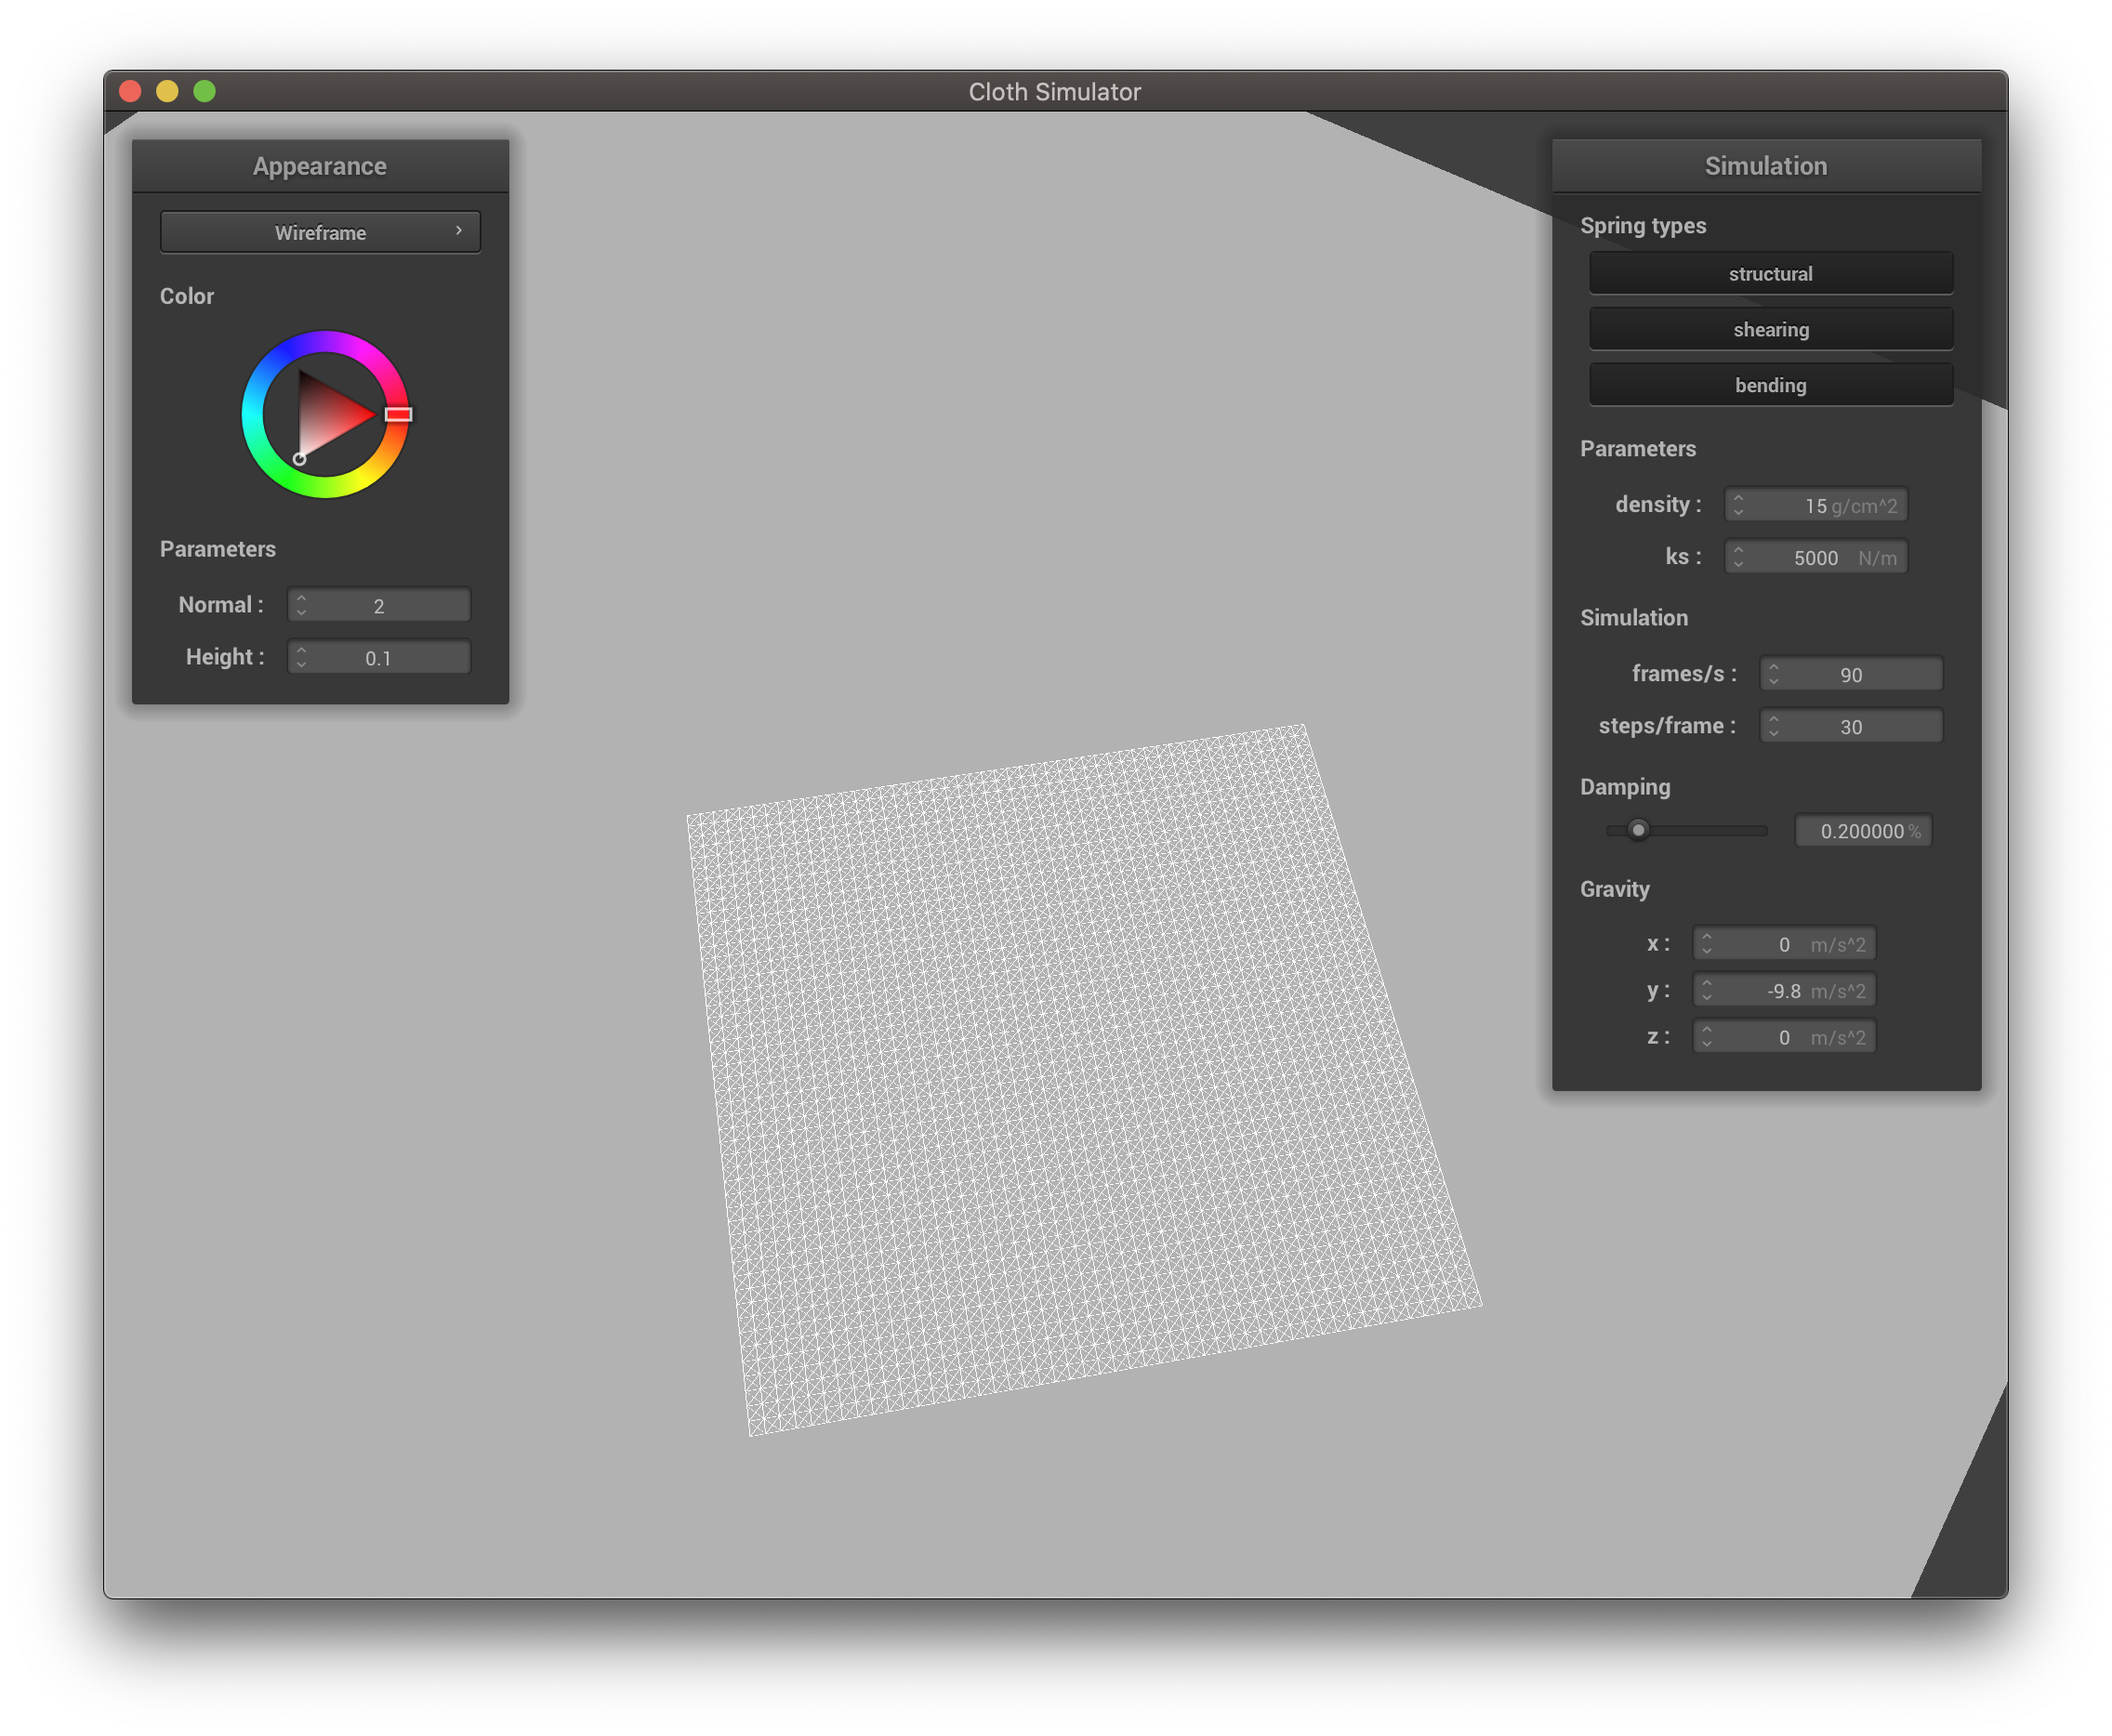 Cloth Simulator
Appearance
Wireframe
Color
Parameters
Normal : 2
Height : 0.1
Simulation
Spring types
structural
shearing
bending
Parameters
density : 15 g/cm^2
ks : 5000 N/m
Simulation
frames/s : 90
steps/frame : 30
Damping
0.200000 %
Gravity
x : 0 m/s^2
y : -9.8 m/s^2
z : 0 m/s^2